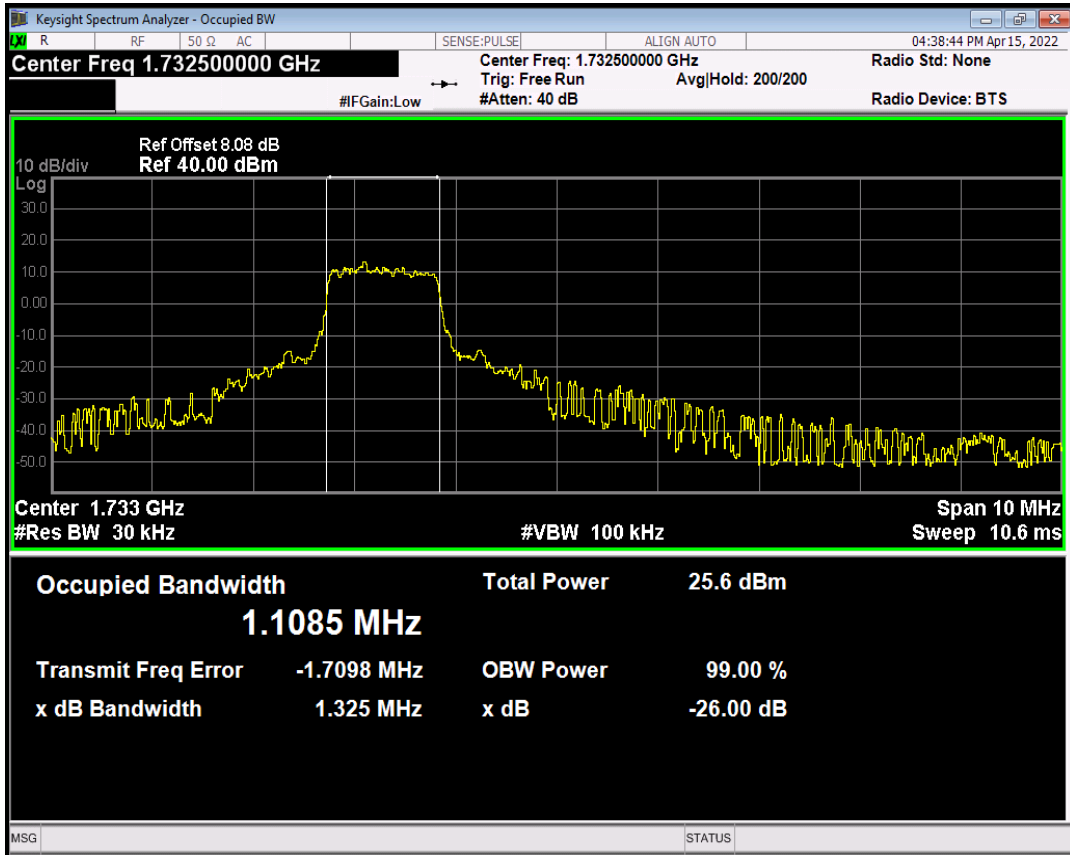 Keysight Spectrum Analyzer - Occupied BW
LXI R RF 50 Ω AC SENSE:PULSE ALIGN AUTO 04:38:44 PM Apr 15, 2022
Center Freq 1.732500000 GHz Center Freq: 1.732500000 GHz Radio Std: None
Trig: Free Run Avg|Hold: 200/200
#IFGain:Low #Atten: 40 dB Radio Device: BTS
Ref Offset 8.08 dB
10 dB/div Ref 40.00 dBm
Log
30.0
20.0
10.0
0.00
-10.0
-20.0
-30.0
-40.0
-50.0
Center 1.733 GHz Span 10 MHz
#Res BW 30 kHz #VBW 100 kHz Sweep 10.6 ms
Occupied Bandwidth Total Power 25.6 dBm
1.1085 MHz
Transmit Freq Error -1.7098 MHz OBW Power 99.00 %
x dB Bandwidth 1.325 MHz x dB -26.00 dB
MSG STATUS